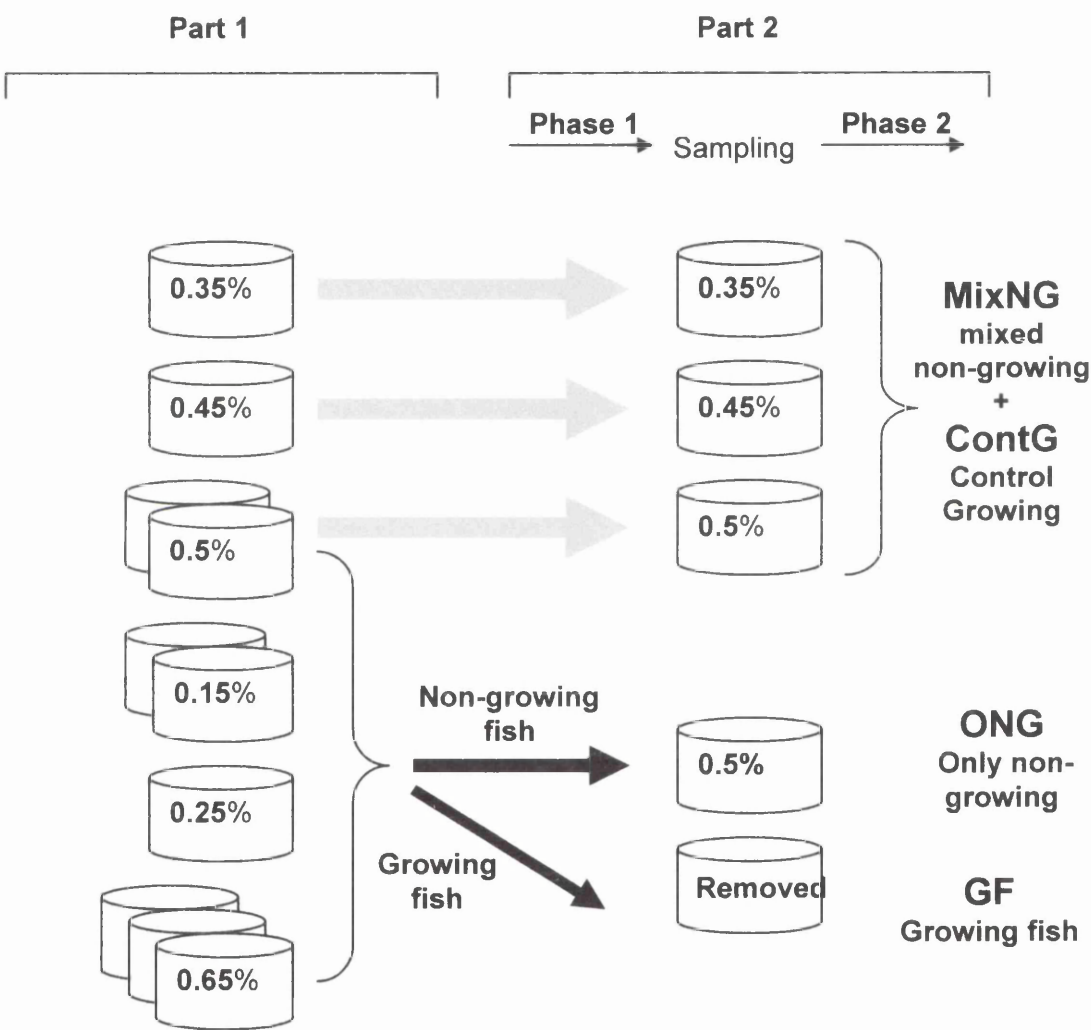 Part 1
Part 2
Phase 1
Sampling
Phase 2
0.35%
0.35%
0.45%
0.45%
0.5%
0.5%
MixNG
mixed
non-growing
+
ContG
Control
Growing
0.15%
0.25%
0.65%
Non-growing
fish
Growing
fish
0.5%
ONG
Only non-
growing
Removed
GF
Growing fish